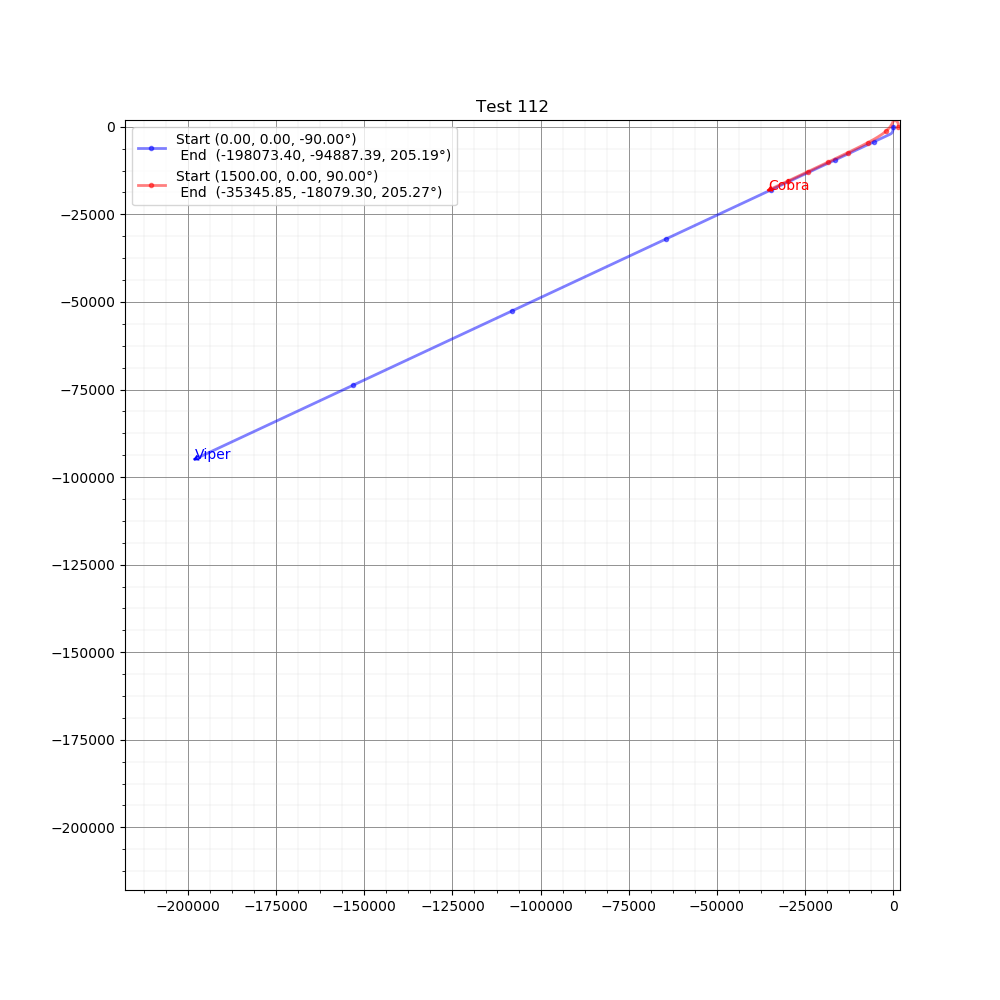 Test 112
Start (0.00, 0.00, -90.00°)
End (-198073.40, -94887.39, 205.19°)
Start (1500.00, 0.00, 90.00°)
End (-35345.85, -18079.30, 205.27°)
0
−25000
−50000
−75000
−100000
−125000
−150000
−175000
−200000
Cobra
Viper
−200000 −175000 −150000 −125000 −100000 −75000 −50000 −25000 0